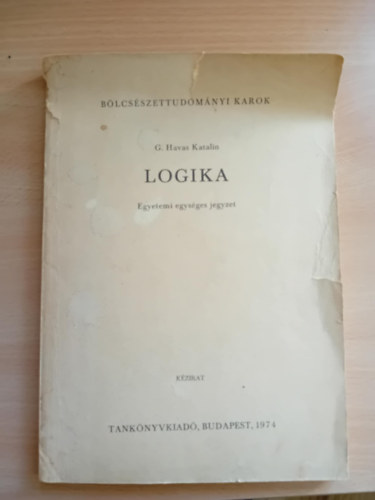 BÖLCSÉSZETTUDOMÁNYI KAROK
G. Havas Katalin
LOGIKA
Egyetemi egységes jegyzet
KÉZIRAT
TANKÖNYVKIADÓ, BUDAPEST, 1974